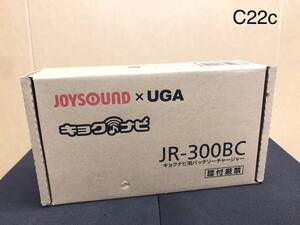 C22c
JOYSOUND × UGA
キョクナビ
JR-300BC
キョクナビ用バッテリーチャージャー
踏付厳禁